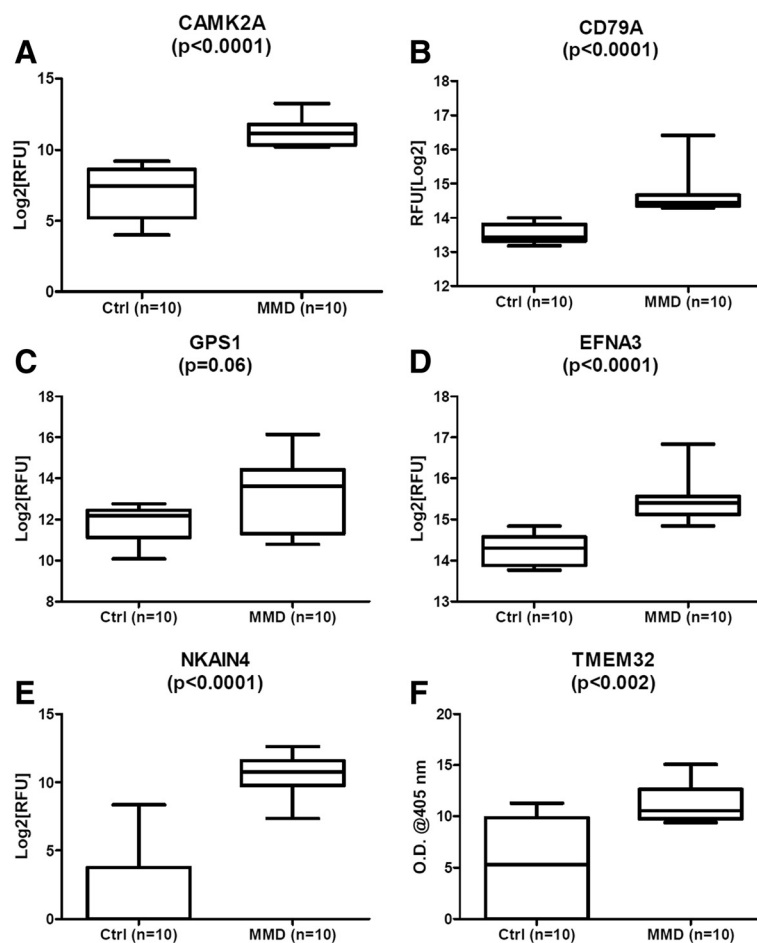 A
CAMK2A
(p<0.0001)
Log2[RFU]
15
10
5
0
Ctrl (n=10)
MMD (n=10)
B
CD79A
(p<0.0001)
RFU[Log2]
18
17
16
15
14
13
12
Ctrl (n=10)
MMD (n=10)
C
GPS1
(p=0.06)
Log2[RFU]
18
16
14
12
10
8
Ctrl (n=10)
MMD (n=10)
D
EFNA3
(p<0.0001)
Log2[RFU]
18
17
16
15
14
13
Ctrl (n=10)
MMD (n=10)
E
NKAIN4
(p<0.0001)
Log2[RFU]
15
10
5
0
Ctrl (n=10)
MMD (n=10)
F
TMEM32
(p<0.002)
O.D. @405 nm
20
15
10
5
0
Ctrl (n=10)
MMD (n=10)